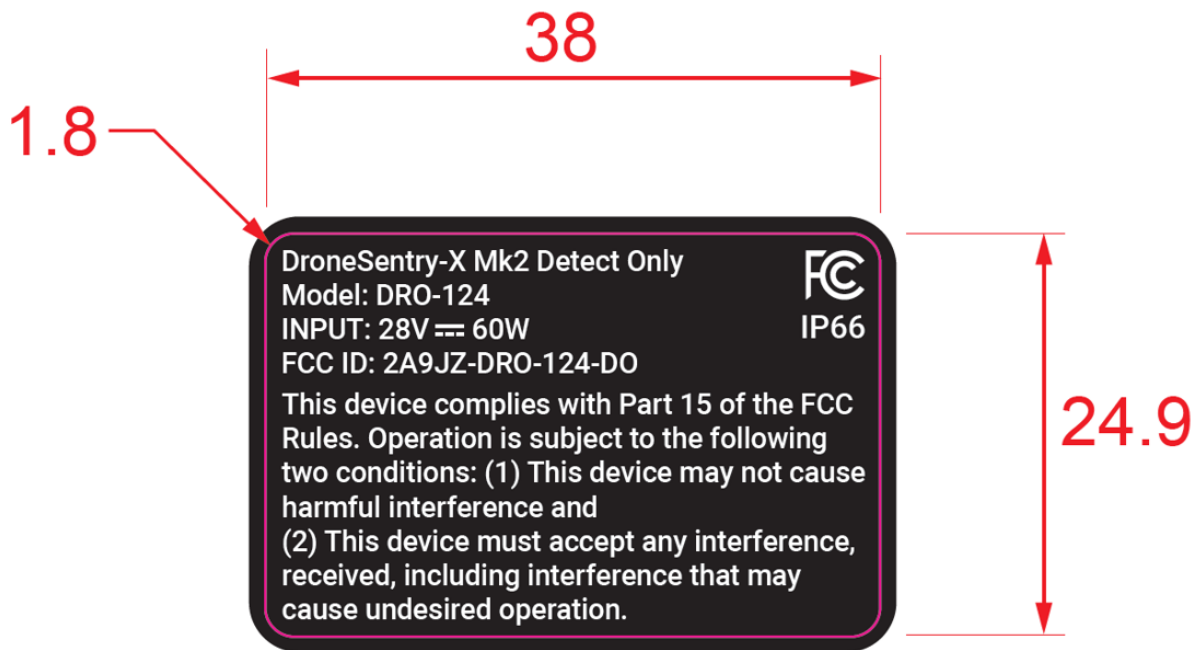 38
1.8
DroneSentry-X Mk2 Detect Only
Model: DRO-124
INPUT: 28V ⎓ 60W
FCC ID: 2A9JZ-DRO-124-DO
FC
IP66
This device complies with Part 15 of the FCC
Rules. Operation is subject to the following
two conditions: (1) This device may not cause
harmful interference and
(2) This device must accept any interference,
received, including interference that may
cause undesired operation.
24.9